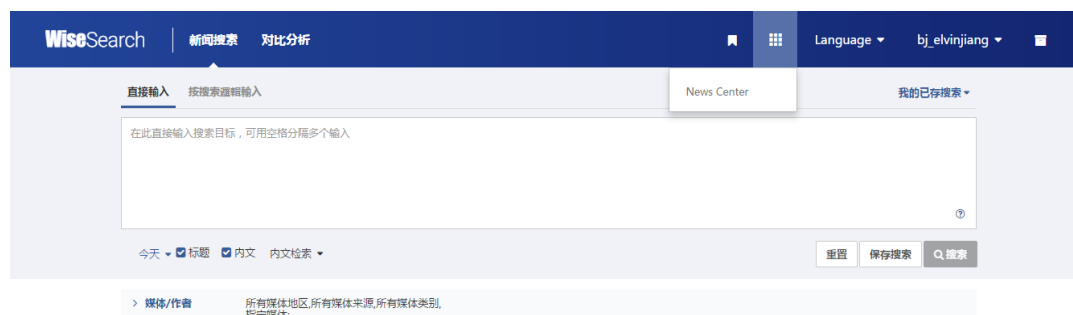 WiseSearch 新闻搜索 对比分析 Language bj_elvinjiang
News Center
直接输入 按搜索逻辑输入 我的已存搜索
在此直接输入搜索目标，可用空格分隔多个输入
今天 标题 内文 内文检索 重置 保存搜索 搜索
媒体/作者 所有媒体地区,所有媒体来源,所有媒体类别,
指定媒体: